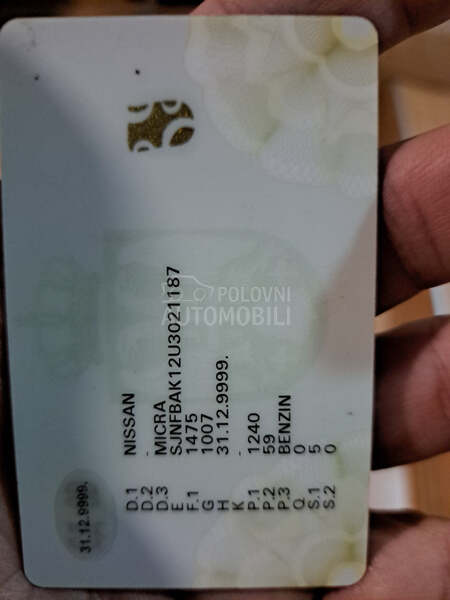 31.12.9999.
D.1 NISSAN
D.2 -
D.3 MICRA
E SJNFBAK12U3021187
F.1 1475
G 1007
H 31.12.9999.
K -
P.1 1240
P.2 59
P.3 BENZIN
Q 0
S.1 5
S.2 0
POLOVNI
AUTOMOBILI